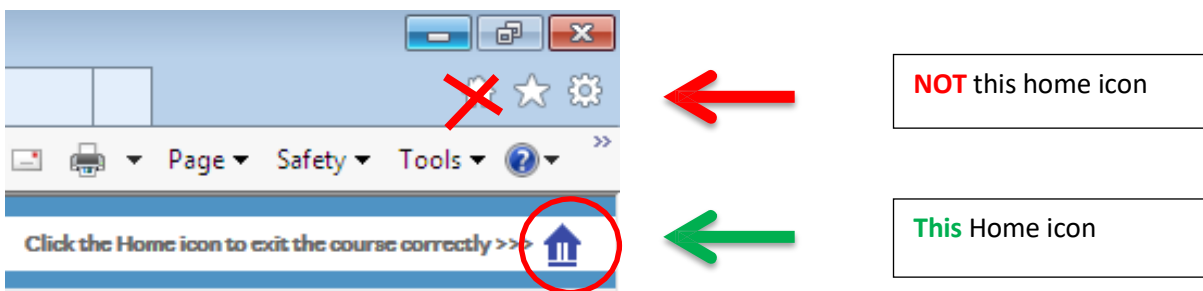 NOT this home icon
Page Safety Tools
>>
Click the Home icon to exit the course correctly >>>
This Home icon